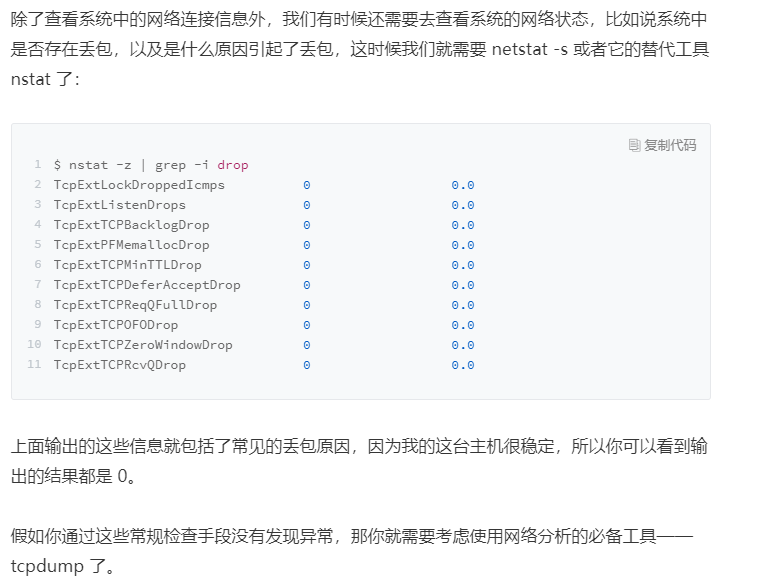 除了查看系统中的网络连接信息外，我们有时候还需要去查看系统的网络状态，比如说系统中
是否存在丢包，以及是什么原因引起了丢包，这时候我们就需要 netstat -s 或者它的替代工具
nstat 了：
复制代码
1 $ nstat -z | grep -i drop
2 TcpExtLockDroppedIcmps 0 0.0
3 TcpExtListenDrops 0 0.0
4 TcpExtTCPBacklogDrop 0 0.0
5 TcpExtPFMemallocDrop 0 0.0
6 TcpExtTCPMinTTLDrop 0 0.0
7 TcpExtTCPDeferAcceptDrop 0 0.0
8 TcpExtTCPReqQFullDrop 0 0.0
9 TcpExtTCPOFODrop 0 0.0
10 TcpExtTCPZeroWindowDrop 0 0.0
11 TcpExtTCPRcvQDrop 0 0.0
上面输出的这些信息就包括了常见的丢包原因，因为我的这台主机很稳定，所以你可以看到输
出的结果都是 0。
假如你通过这些常规检查手段没有发现异常，那你就需要考虑使用网络分析的必备工具——
tcpdump 了。